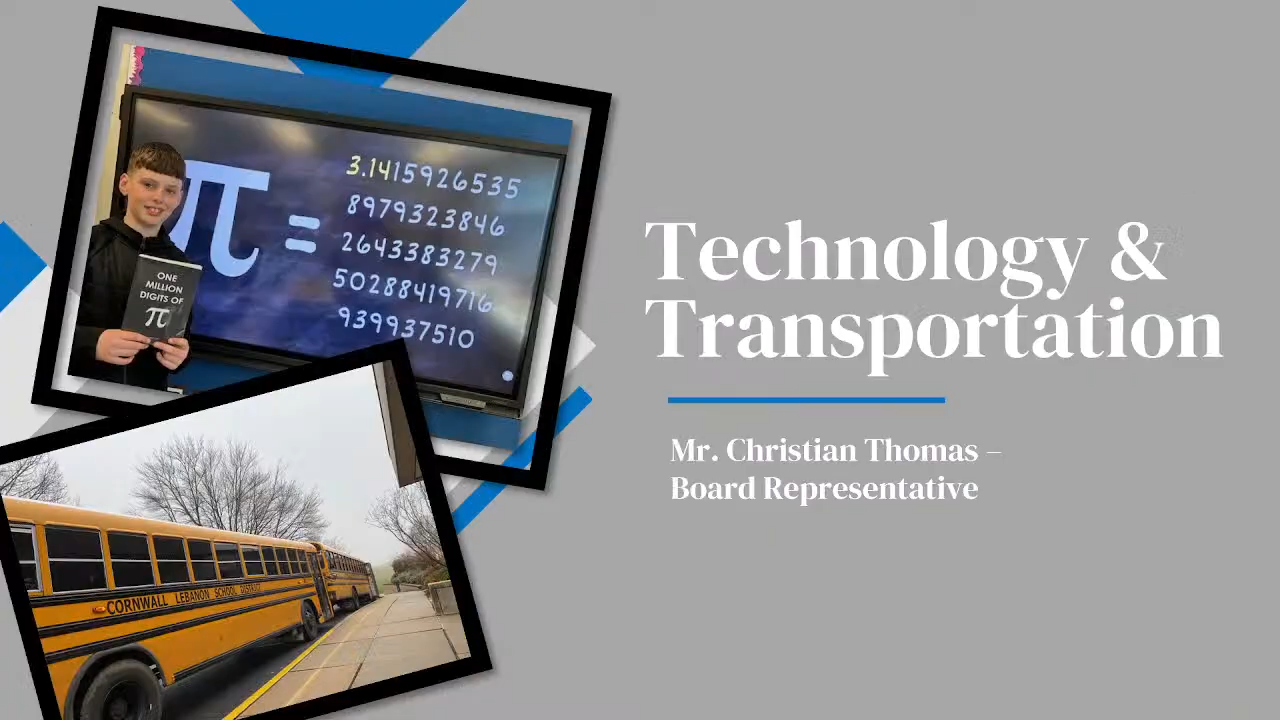 π = 3.1415926535
8979323846
2643383279
50288419716
939937510
ONE
MILLION
DIGITS OF
π
CORNWALL LEBANON SCHOOL DISTRICT
Technology &
Transportation
Mr. Christian Thomas –
Board Representative